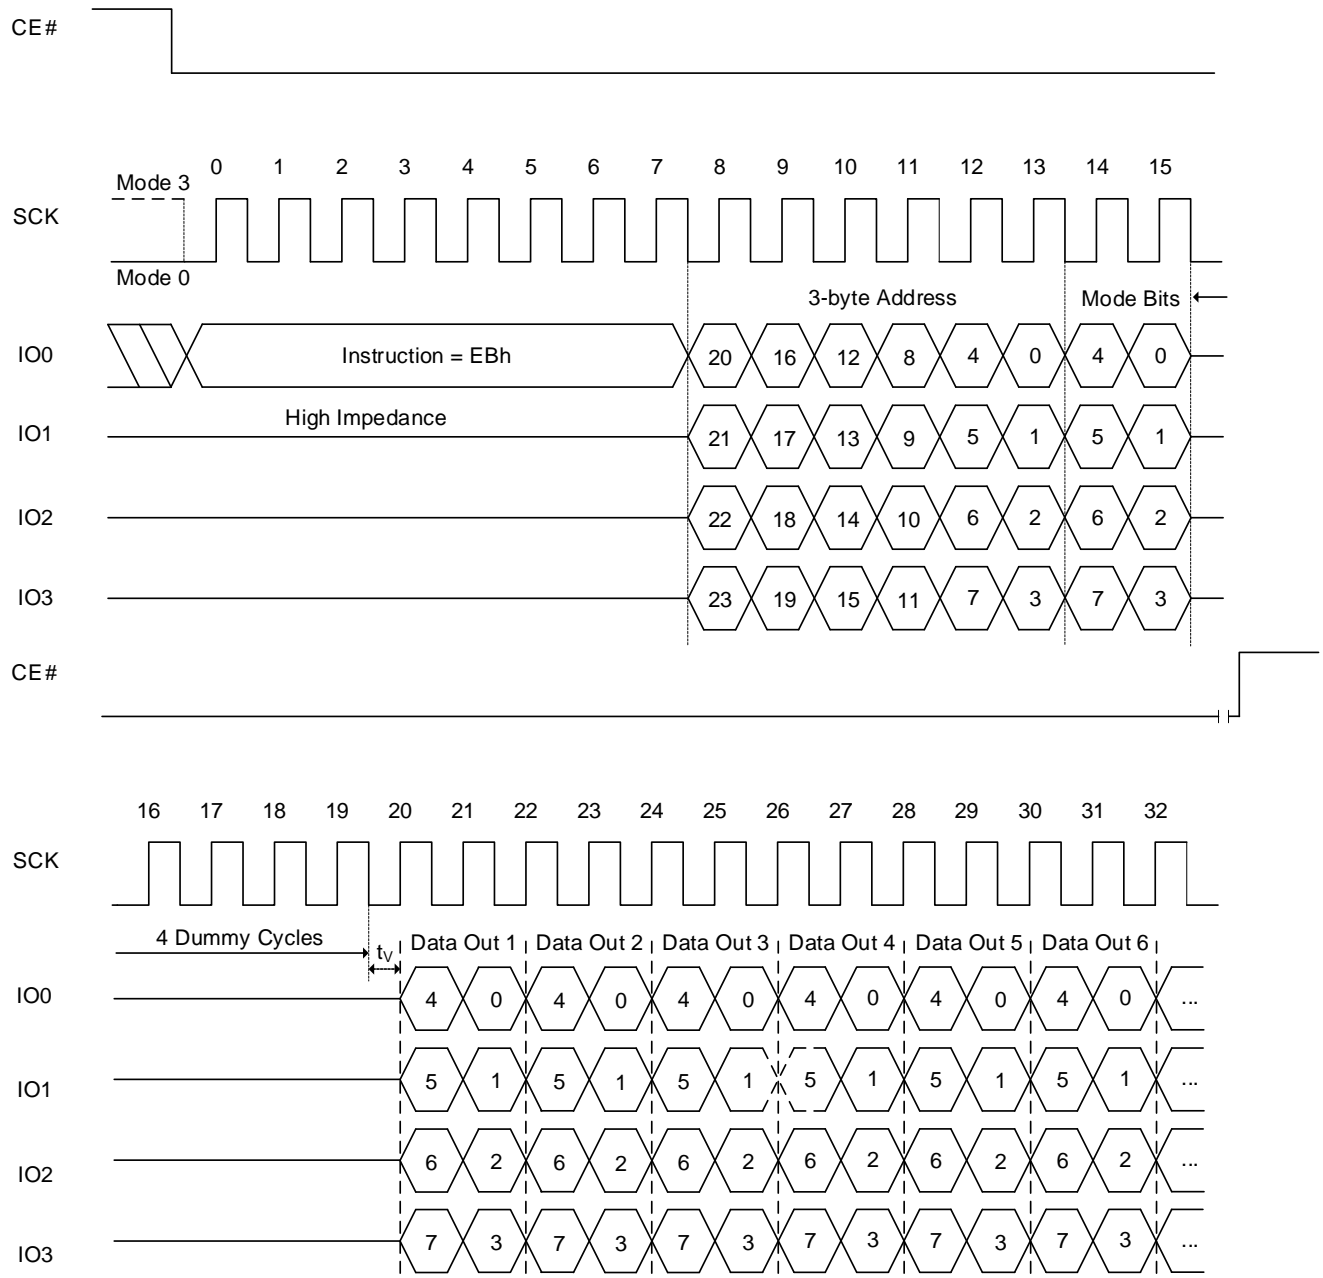 CE#
0 1 2 3 4 5 6 7 8 9 10 11 12 13 14 15
Mode 3
SCK
Mode 0
3-byte Address Mode Bits
IO0 Instruction = EBh 20 16 12 8 4 0 4 0
High Impedance
IO1 21 17 13 9 5 1 5 1
IO2 22 18 14 10 6 2 6 2
IO3 23 19 15 11 7 3 7 3
CE#
16 17 18 19 20 21 22 23 24 25 26 27 28 29 30 31 32
SCK
4 Dummy Cycles tV Data Out 1 Data Out 2 Data Out 3 Data Out 4 Data Out 5 Data Out 6
IO0 4 0 4 0 4 0 4 0 4 0 4 0 ...
IO1 5 1 5 1 5 1 5 1 5 1 5 1 ...
IO2 6 2 6 2 6 2 6 2 6 2 6 2 ...
IO3 7 3 7 3 7 3 7 3 7 3 7 3 ...